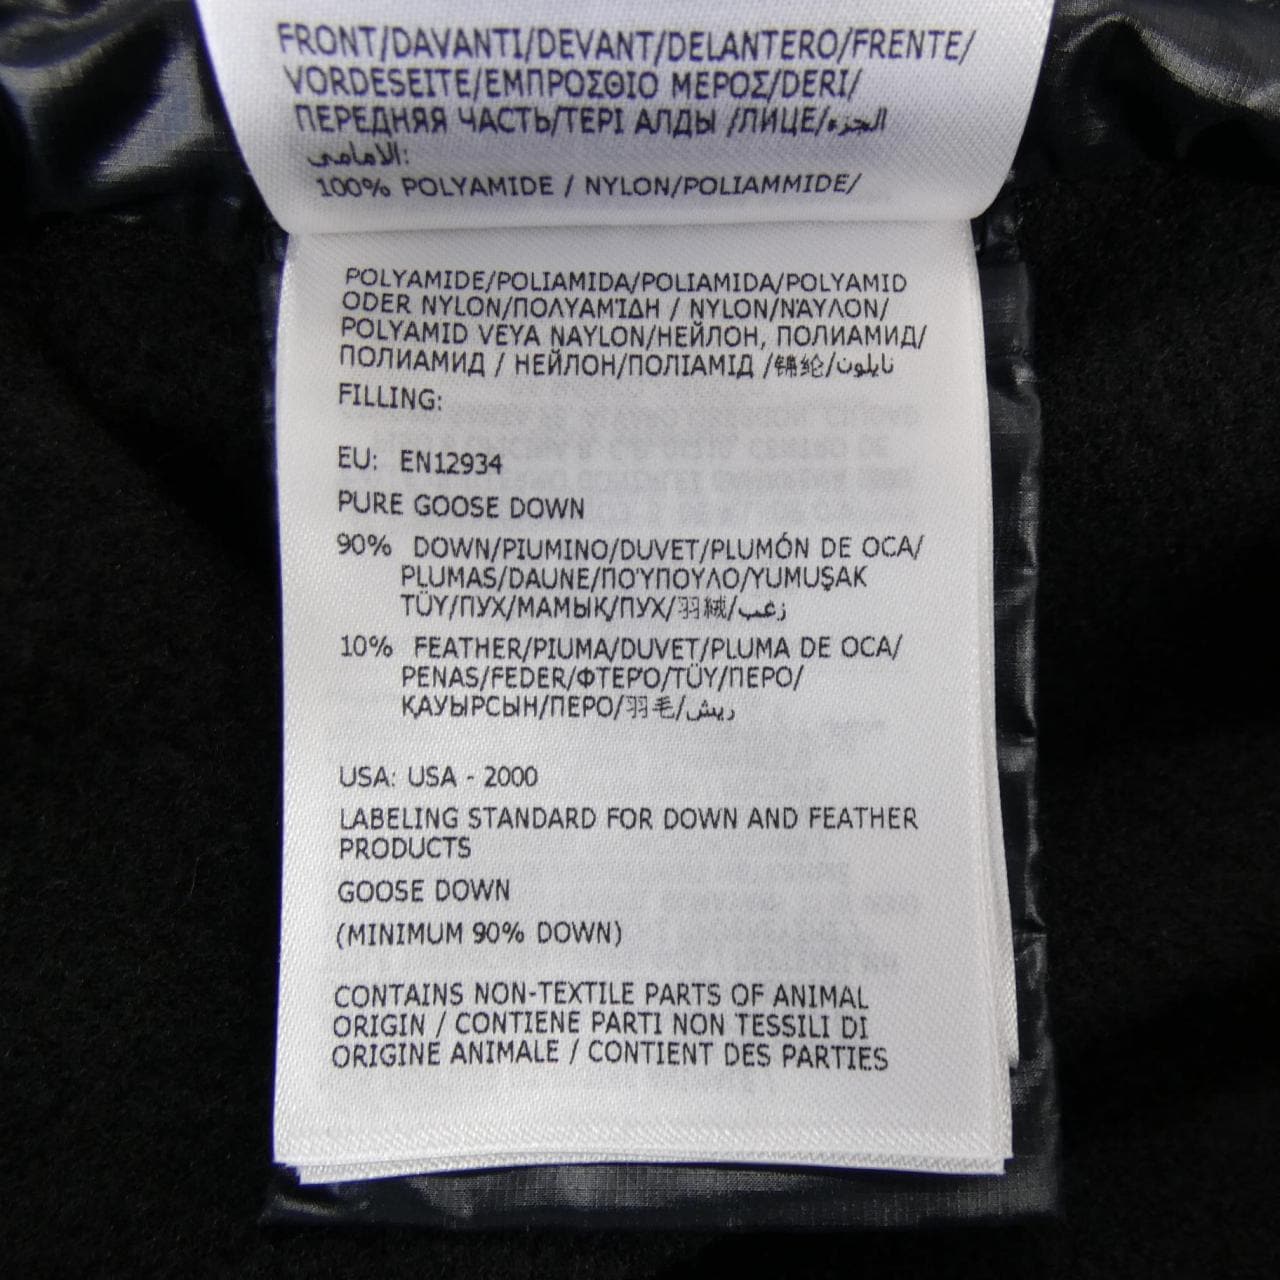 FRONT/DAVANTI/DEVANT/DELANTERO/FRENTE/
VORDESEITE/ΕΜΠΡΟΣΘΙΟ ΜΕΡΟΣ/DERI/
ПЕРЕДНЯЯ ЧАСТЬ/ТЕРІ АЛДЫ /ЛИЦЕ/الجزء
الامامي:
100% POLYAMIDE / NYLON/POLIAMMIDE/
POLYAMIDE/POLIAMIDA/POLIAMIDA/POLYAMID
ODER NYLON/ΠΟΛΥΑΜΊΔΗ / NYLON/ΝΆΥΛΟΝ/
POLYAMID VEYA NAYLON/НЕЙЛОН, ПОЛИАМИД/
ПОЛИАМИД / НЕЙЛОН/ПОЛІАМІД /锦纶/نايلون
FILLING:
EU: EN12934
PURE GOOSE DOWN
90% DOWN/PIUMINO/DUVET/PLUMÓN DE OCA/
PLUMAS/DAUNE/ΠΟΎΠΟΥΛΟ/YUMUŞAK
TÜY/ПУХ/МАМЫҚ/ПУХ/羽絨/زغب
10% FEATHER/PIUMA/DUVET/PLUMA DE OCA/
PENAS/FEDER/ΦΤΕΡΌ/TÜY/ПЕРО/
ҚАУЫРСЫН/ПЕРО/羽毛/ريش
USA: USA - 2000
LABELING STANDARD FOR DOWN AND FEATHER
PRODUCTS
GOOSE DOWN
(MINIMUM 90% DOWN)
CONTAINS NON-TEXTILE PARTS OF ANIMAL
ORIGIN / CONTIENE PARTI NON TESSILI DI
ORIGINE ANIMALE / CONTIENT DES PARTIES